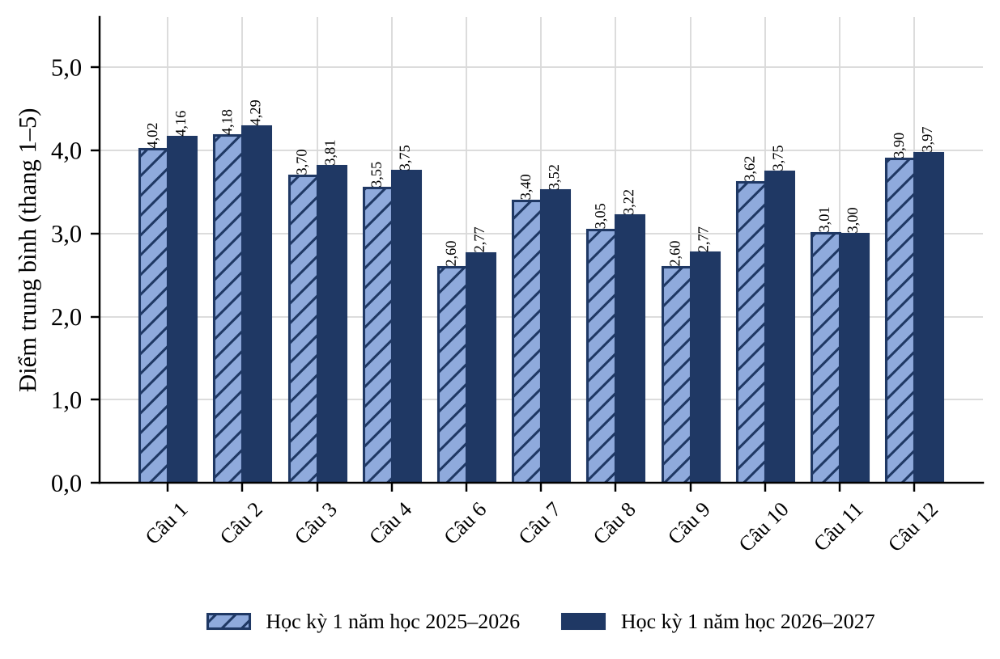 Điểm trung bình (thang 1–5)
5,0
4,0
3,0
2,0
1,0
0,0
4,02 4,16 4,18 4,29 3,70 3,81 3,55 3,75 2,60 2,77 3,40 3,52 3,05 3,22 2,60 2,77 3,62 3,75 3,01 3,00 3,90 3,97
Câu 1 Câu 2 Câu 3 Câu 4 Câu 6 Câu 7 Câu 8 Câu 9 Câu 10 Câu 11 Câu 12
Học kỳ 1 năm học 2025–2026 Học kỳ 1 năm học 2026–2027